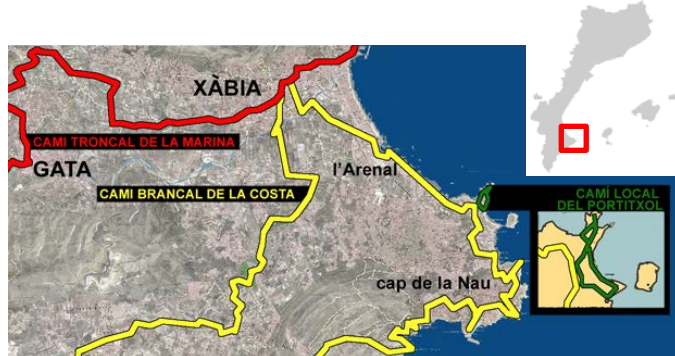 XÀBIA
CAMI TRONCAL DE LA MARINA
GATA
l'Arenal
CAMI BRANCAL DE LA COSTA
CAMÍ LOCAL
DEL PORTITXOL
cap de la Nau